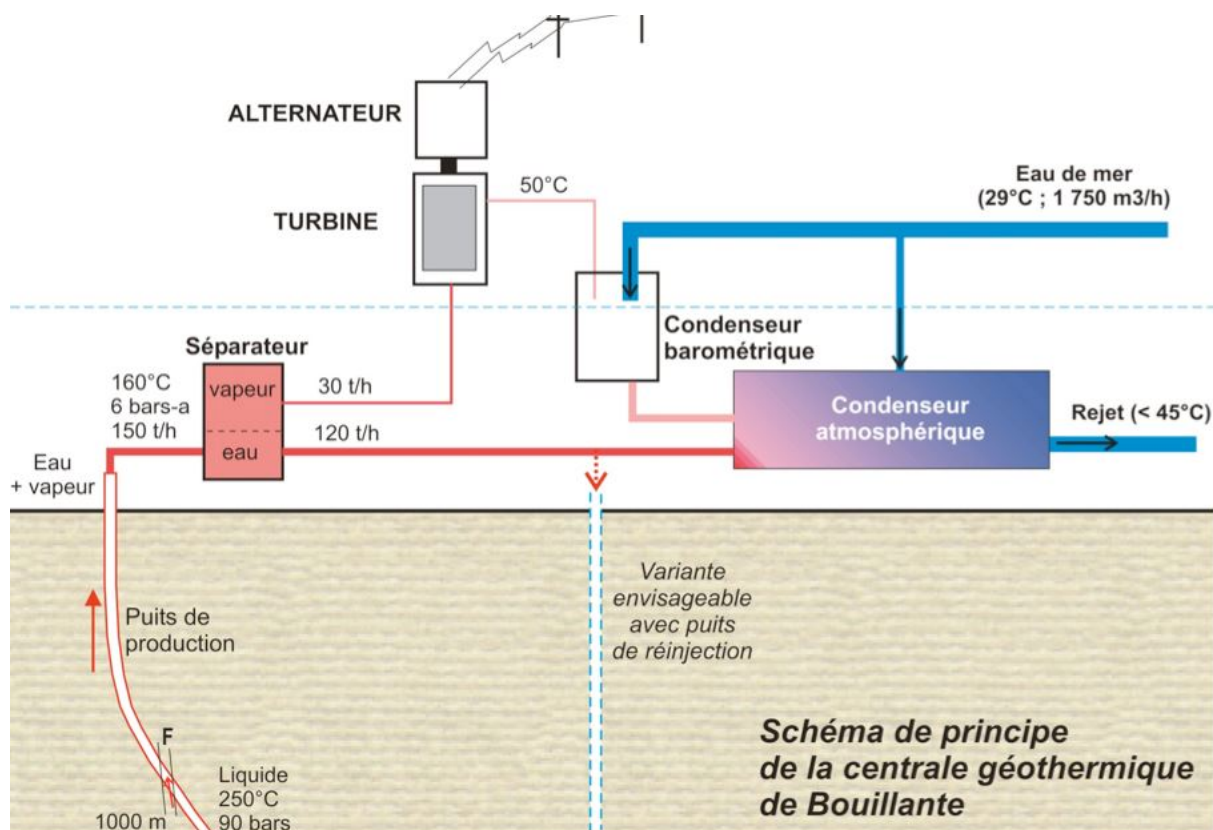 ALTERNATEUR
TURBINE
50°C
Eau de mer
(29°C ; 1 750 m3/h)
Séparateur
vapeur
eau
160°C
6 bars-a
150 t/h
30 t/h
120 t/h
Condenseur
barométrique
Condenseur
atmosphérique
Rejet (< 45°C)
Eau
+ vapeur
Puits de
production
Variante
envisageable
avec puits
de réinjection
F
Liquide
250°C
90 bars
1000 m
Schéma de principe
de la centrale géothermique
de Bouillante